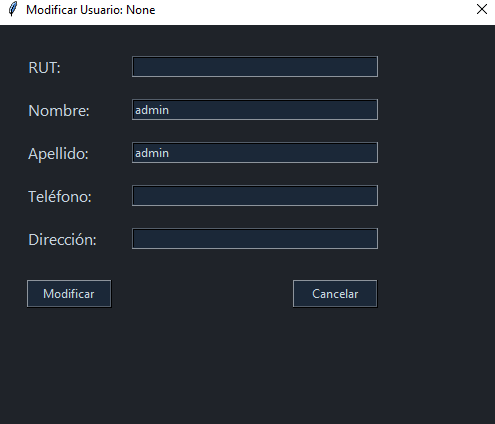 Modificar Usuario: None
RUT:
Nombre: admin
Apellido: admin
Teléfono:
Dirección:
Modificar Cancelar